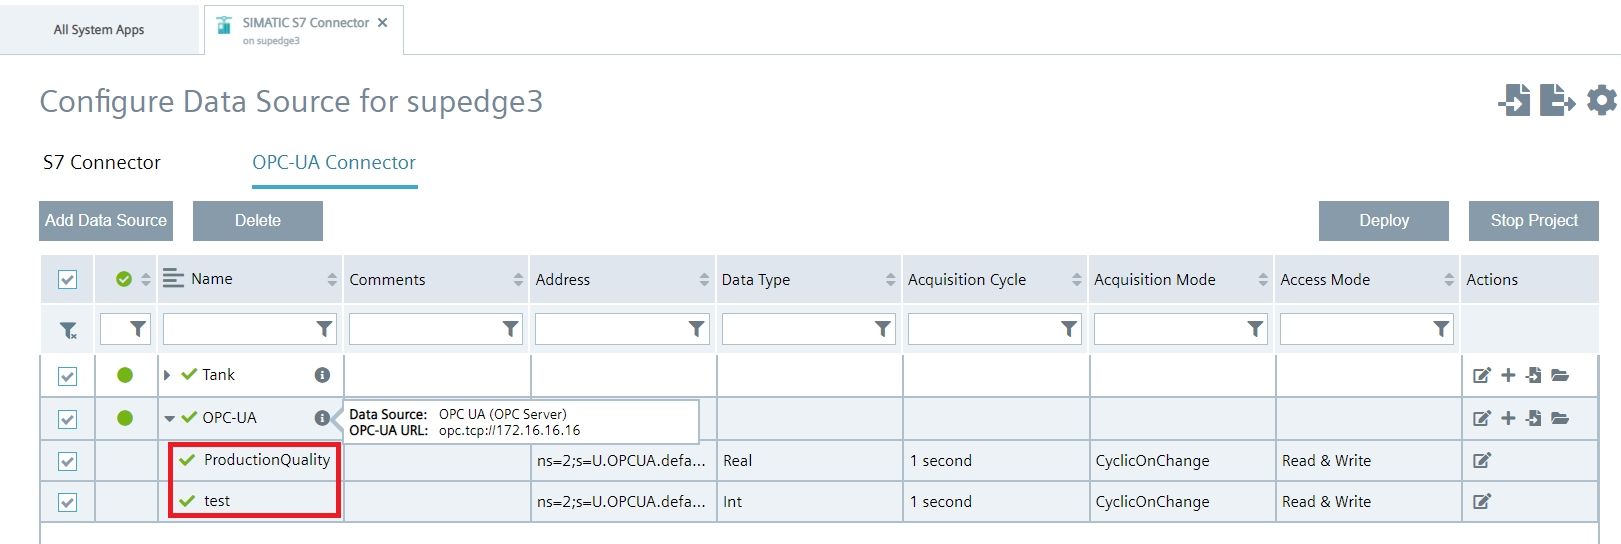 All System Apps
SIMATIC S7 Connector
on supedge3
Configure Data Source for supedge3
S7 Connector
OPC-UA Connector
Add Data Source
Delete
Deploy
Stop Project
Name
Comments
Address
Data Type
Acquisition Cycle
Acquisition Mode
Access Mode
Actions
Tank
OPC-UA
Data Source: OPC UA (OPC Server)
OPC-UA URL: opc.tcp://172.16.16.16
ProductionQuality ns=2;s=U.OPCUA.defa... Real 1 second CyclicOnChange Read & Write
test ns=2;s=U.OPCUA.defa... Int 1 second CyclicOnChange Read & Write